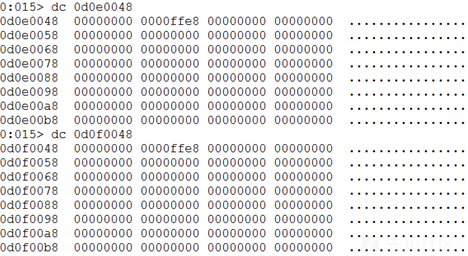 0:015> dc 0d0e0048
0d0e0048  00000000 0000ffe8 00000000 00000000  ................
0d0e0058  00000000 00000000 00000000 00000000  ................
0d0e0068  00000000 00000000 00000000 00000000  ................
0d0e0078  00000000 00000000 00000000 00000000  ................
0d0e0088  00000000 00000000 00000000 00000000  ................
0d0e0098  00000000 00000000 00000000 00000000  ................
0d0e00a8  00000000 00000000 00000000 00000000  ................
0d0e00b8  00000000 00000000 00000000 00000000  ................
0:015> dc 0d0f0048
0d0f0048  00000000 0000ffe8 00000000 00000000  ................
0d0f0058  00000000 00000000 00000000 00000000  ................
0d0f0068  00000000 00000000 00000000 00000000  ................
0d0f0078  00000000 00000000 00000000 00000000  ................
0d0f0088  00000000 00000000 00000000 00000000  ................
0d0f0098  00000000 00000000 00000000 00000000  ................
0d0f00a8  00000000 00000000 00000000 00000000  ................
0d0f00b8  00000000 00000000 00000000 00000000  ................